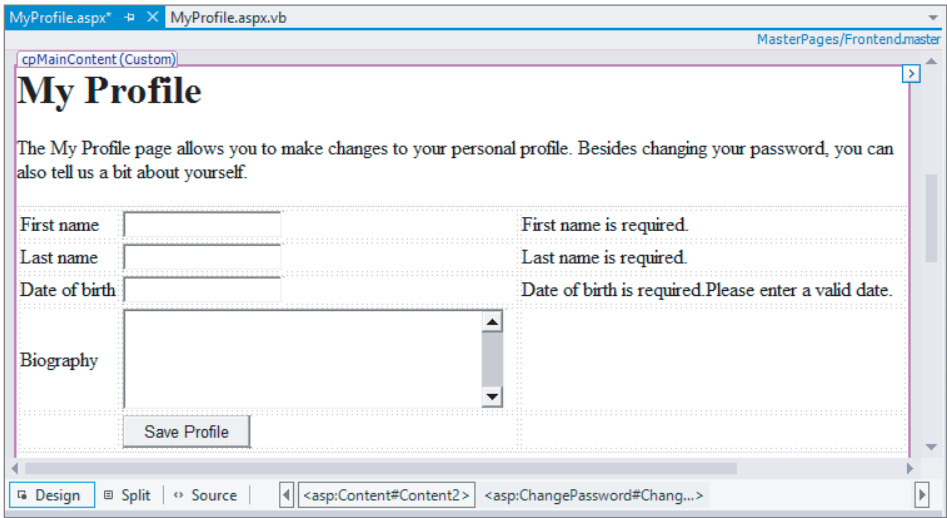 MyProfile.aspx* MyProfile.aspx.vb
MasterPages/Frontend.master
cpMainContent (Custom)
My Profile
The My Profile page allows you to make changes to your personal profile. Besides changing your password, you can
also tell us a bit about yourself.
First name First name is required.
Last name Last name is required.
Date of birth Date of birth is required.Please enter a valid date.
Biography
Save Profile
Design Split Source <asp:Content#Content2> <asp:ChangePassword#Chang...>